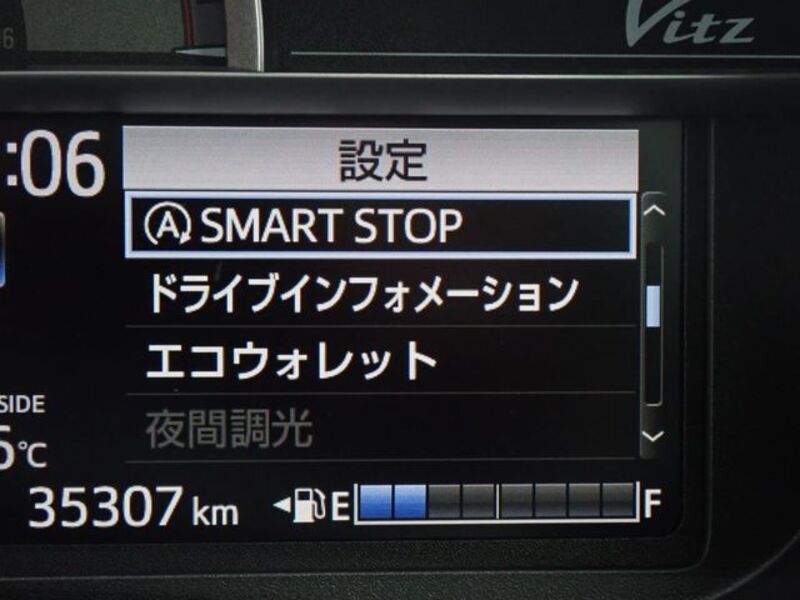 6
Vitz
:06
設定
A SMART STOP
ドライブインフォメーション
エコウォレット
夜間調光
SIDE
℃
35307 km
E F